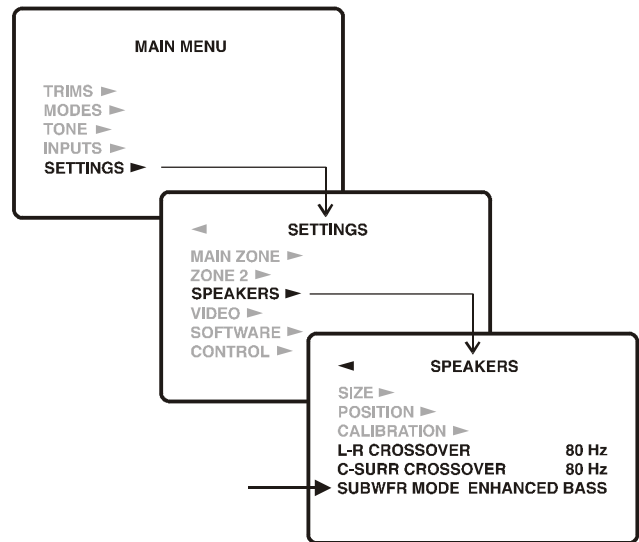 MAIN MENU
TRIMS ►
MODES ►
TONE ►
INPUTS ►
SETTINGS ►
◄ SETTINGS
MAIN ZONE ►
ZONE 2 ►
SPEAKERS ►
VIDEO ►
SOFTWARE ►
CONTROL ►
◄ SPEAKERS
SIZE ►
POSITION ►
CALIBRATION ►
L-R CROSSOVER 80 Hz
C-SURR CROSSOVER 80 Hz
SUBWFR MODE ENHANCED BASS